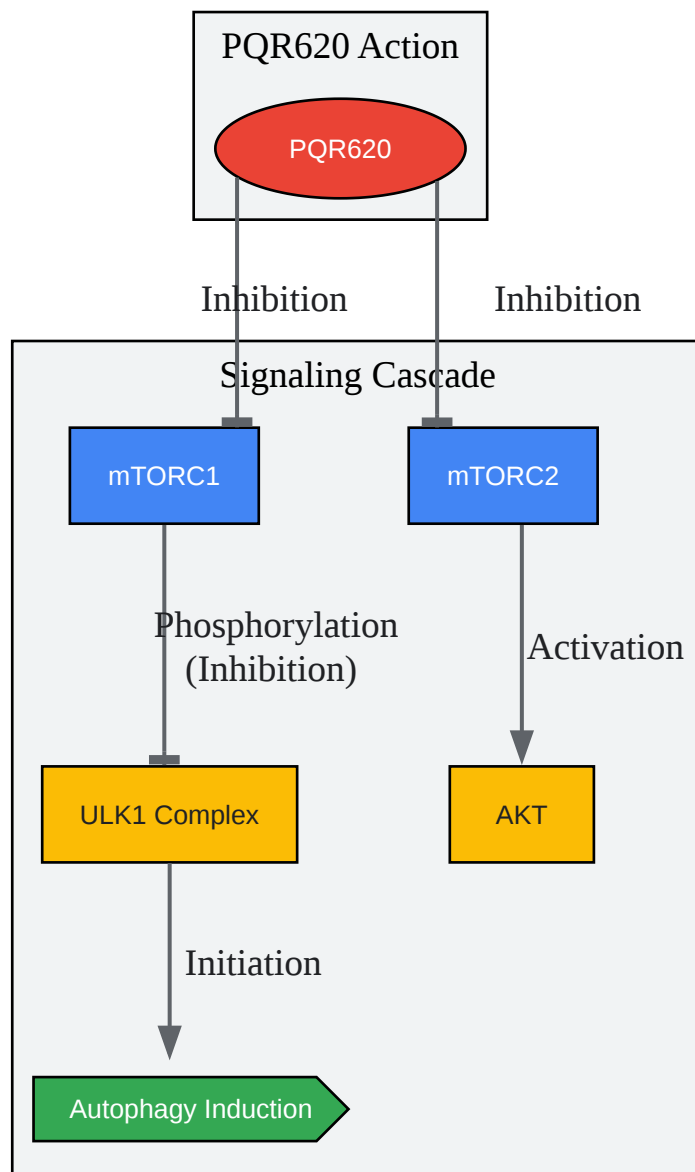 PQR620 Action
PQR620
Inhibition
Inhibition
Signaling Cascade
mTORC1
mTORC2
Phosphorylation
(Inhibition)
Activation
ULK1 Complex
AKT
Initiation
Autophagy Induction